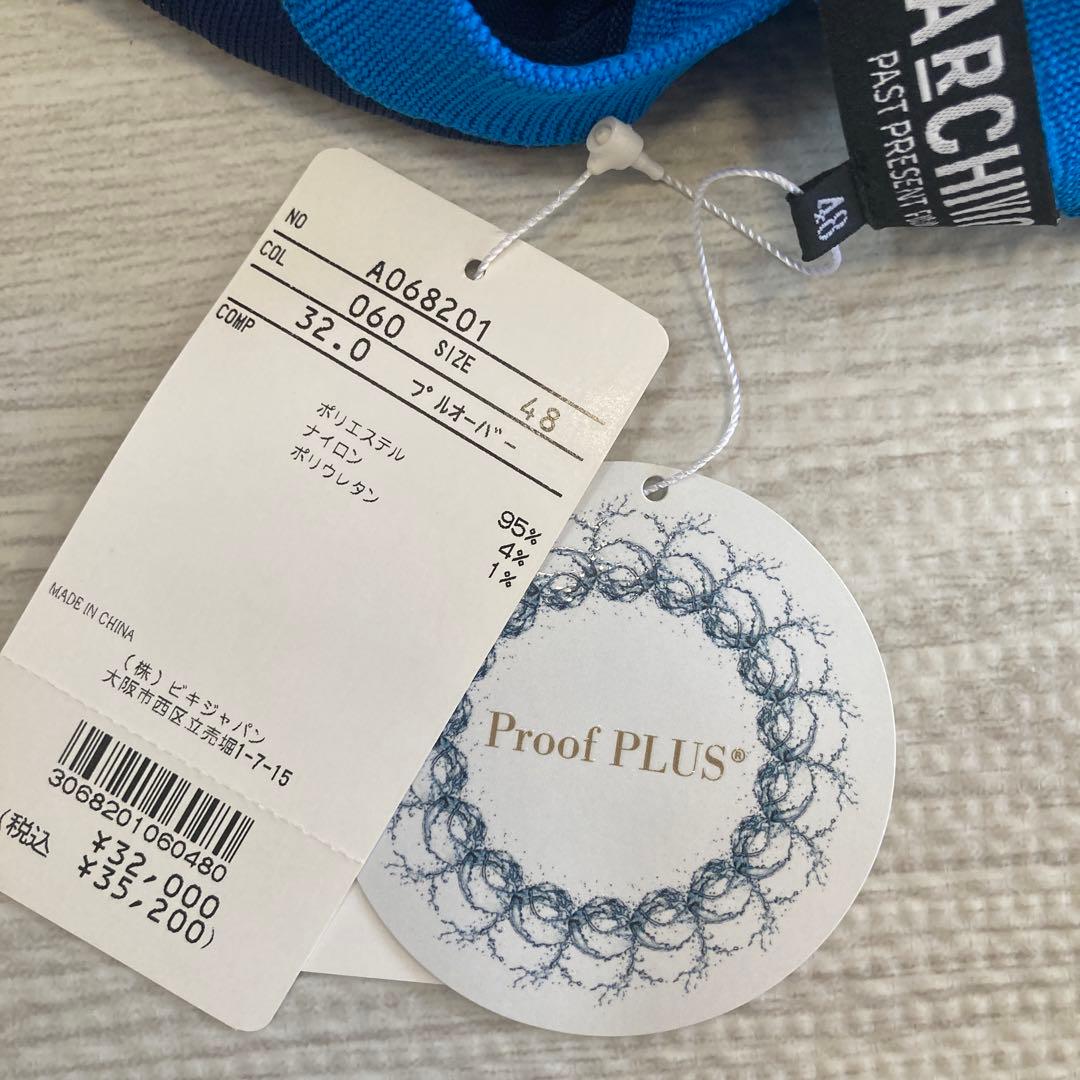 ARCHIVIO
PAST PRESENT
48
NO A068201
COL 060 SIZE 48
32.0 プルオーバー
COMP
ポリエステル 95%
ナイロン 4%
ポリウレタン 1%
MADE IN CHINA
(株)ビキジャパン
大阪市西区立売堀1-7-15
3068201060480
¥32,000
(税込 ¥35,200)
Proof PLUS®